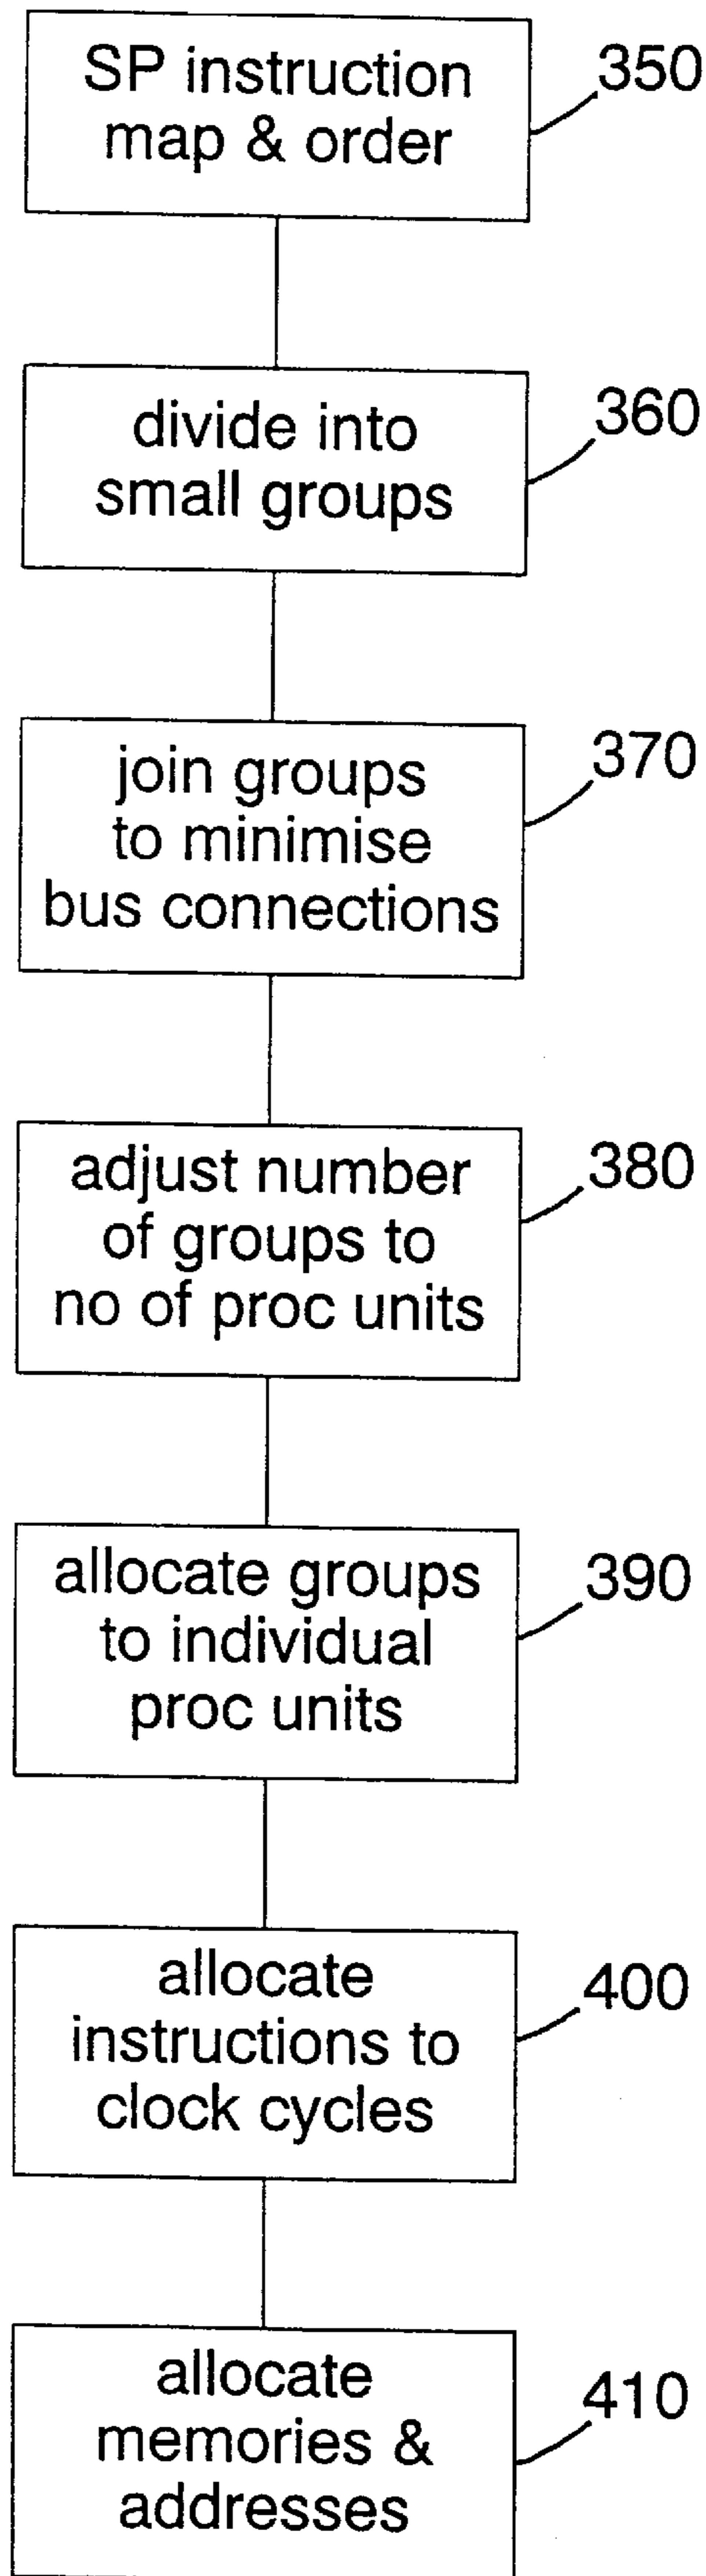 SP instruction
map & order
350
divide into
small groups
360
join groups
to minimise
bus connections
370
adjust number
of groups to
no of proc units
380
allocate groups
to individual
proc units
390
allocate
instructions to
clock cycles
400
allocate
memories &
addresses
410